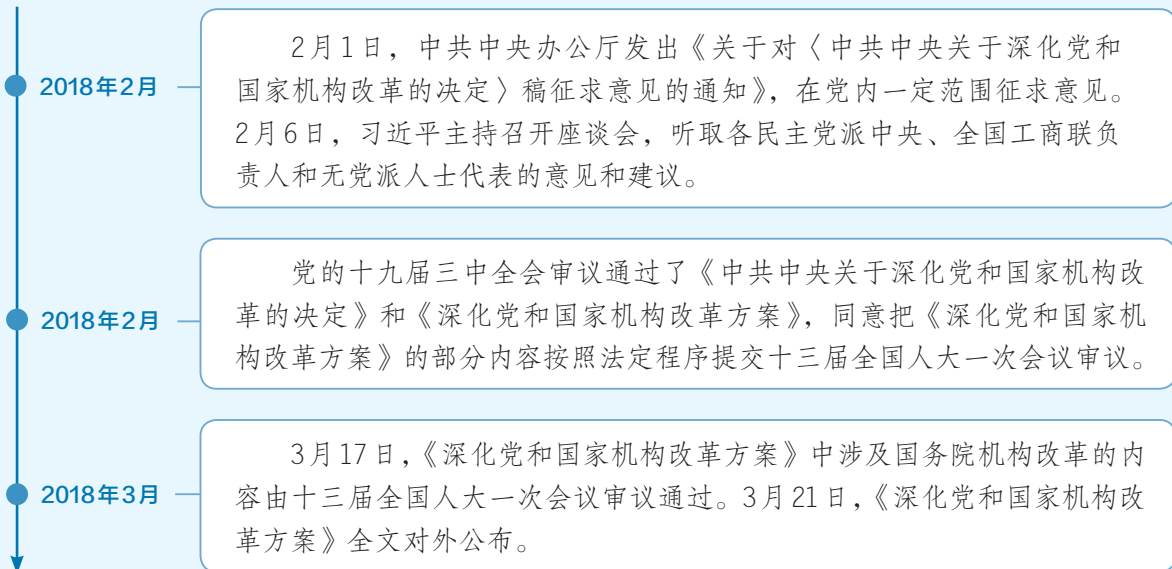 2月1日，中共中央办公厅发出《关于对〈中共中央关于深化党和
2018年2月
国家机构改革的决定〉稿征求意见的通知》，在党内一定范围征求意见。
2月6日，习近平主持召开座谈会，听取各民主党派中央、全国工商联负
责人和无党派人士代表的意见和建议。
党的十九届三中全会审议通过了《中共中央关于深化党和国家机构改
2018年2月
革的决定》和《深化党和国家机构改革方案》，同意把《深化党和国家机
构改革方案》的部分内容按照法定程序提交十三届全国人大一次会议审议。
3月17日，《深化党和国家机构改革方案》中涉及国务院机构改革的内
2018年3月
容由十三届全国人大一次会议审议通过。3月21日，《深化党和国家机构改
革方案》全文对外公布。